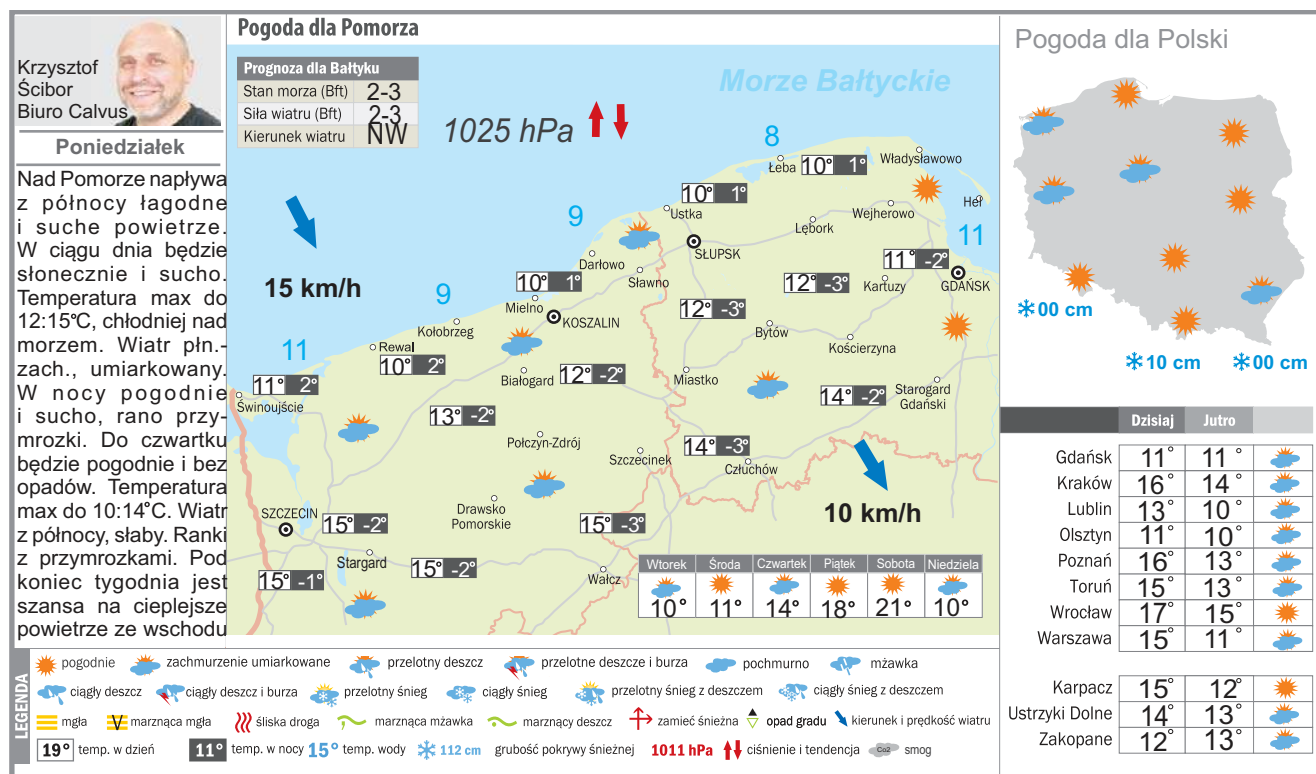 Krzysztof
Ścibor
Biuro Calvus
Poniedziałek
Nad Pomorze napływa
z północy łagodne
i suche powietrze.
W ciągu dnia będzie
słonecznie i sucho.
Temperatura max do
12:15°C, chłodniej nad
morzem. Wiatr płn.-
zach., umiarkowany.
W nocy pogodnie
i sucho, rano przy-
mrozki. Do czwartku
będzie pogodnie i bez
opadów. Temperatura
max do 10:14°C. Wiatr
z północy, słaby. Ranki
z przymrozkami. Pod
koniec tygodnia jest
szansa na cieplejsze
powietrze ze wschodu
Pogoda dla Pomorza
Prognoza dla Bałtyku
Stan morza (Bft) 2-3
Siła wiatru (Bft) 2-3
Kierunek wiatru NW
1025 hPa
Morze Bałtyckie
8
Łeba 10° 1°
Władysławowo
Hel
10° 1°
Ustka
Wejherowo
Lębork
9
SŁUPSK
11
11° -2°
GDAŃSK
Darłowo
Sławno
12° -3°
Kartuzy
15 km/h
10° 1°
Mielno
KOSZALIN
9
Kołobrzeg
12° -3°
Bytów
Kościerzyna
11
Rewal
10° 2°
11° 2°
Świnoujście
Białogard
12° -2°
Miastko
14° -2°
Starogard
Gdański
13° -2°
Połczyn-Zdrój
Szczecinek
14° -3°
Człuchów
10 km/h
Drawsko
Pomorskie
SZCZECIN
15° -2°
15° -3°
Stargard
15° -2°
15° -1°
Wałcz
Wtorek Środa Czwartek Piątek Sobota Niedziela
10° 11° 14° 18° 21° 10°
Pogoda dla Polski
00 cm
10 cm
00 cm
Dzisiaj Jutro
Gdańsk 11° 11°
Kraków 16° 14°
Lublin 13° 10°
Olsztyn 11° 10°
Poznań 16° 13°
Toruń 15° 13°
Wrocław 17° 15°
Warszawa 15° 11°
Karpacz 15° 12°
Ustrzyki Dolne 14° 13°
Zakopane 12° 13°
LEGENDA
pogodnie zachmurzenie umiarkowane przelotny deszcz przelotne deszcze i burza pochmurno mżawka
ciągły deszcz ciągły deszcz i burza przelotny śnieg ciągły śnieg przelotny śnieg z deszczem ciągły śnieg z deszczem
mgła marznąca mgła śliska droga marznąca mżawka marznący deszcz zamieć śnieżna opad gradu kierunek i prędkość wiatru
19° temp. w dzień 11° temp. w nocy 15° temp. wody 112 cm grubość pokrywy śnieżnej 1011 hPa ciśnienie i tendencja Co2 smog